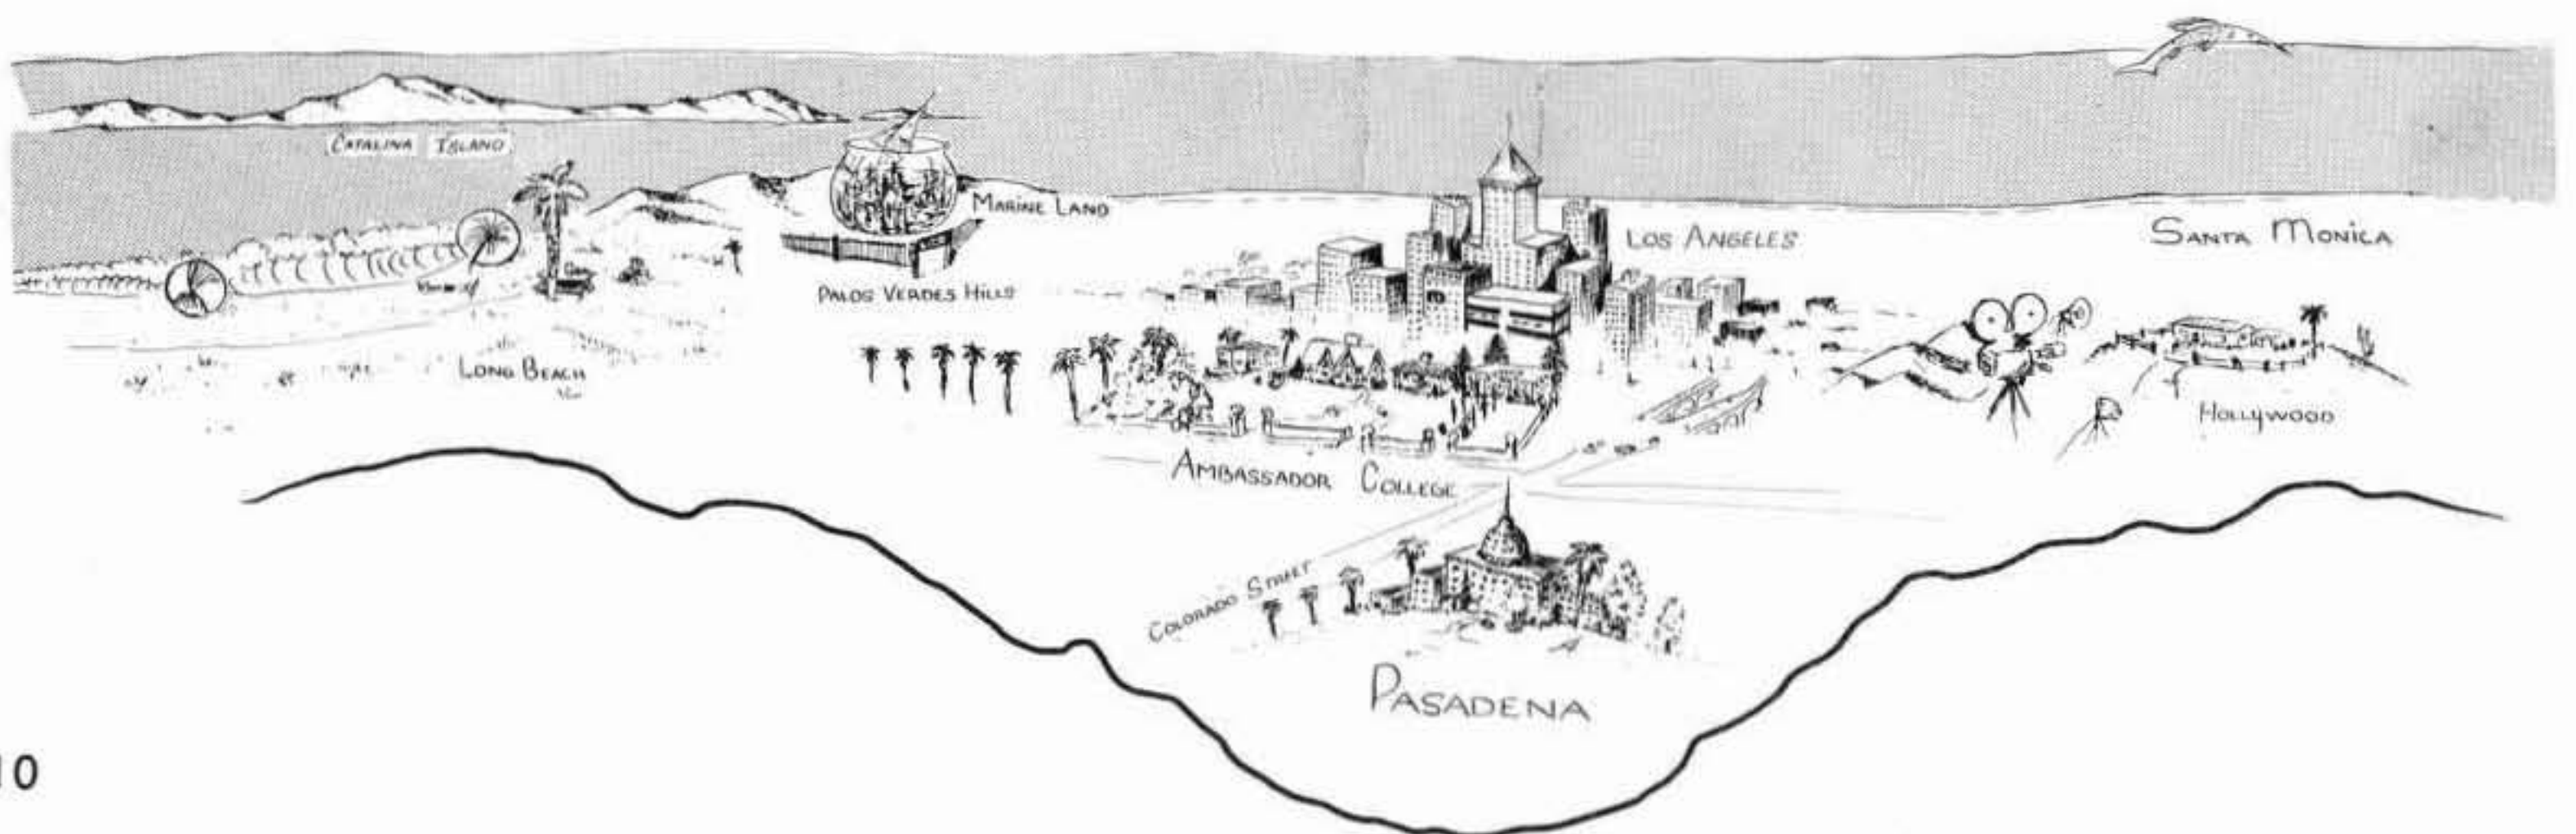 CATALINA ISLAND
MARINE LAND
LOS ANGELES
SANTA MONICA
PALOS VERDES HILLS
LONG BEACH
HOLLYWOOD
AMBASSADOR COLLEGE
COLORADO STREET
PASADENA
10